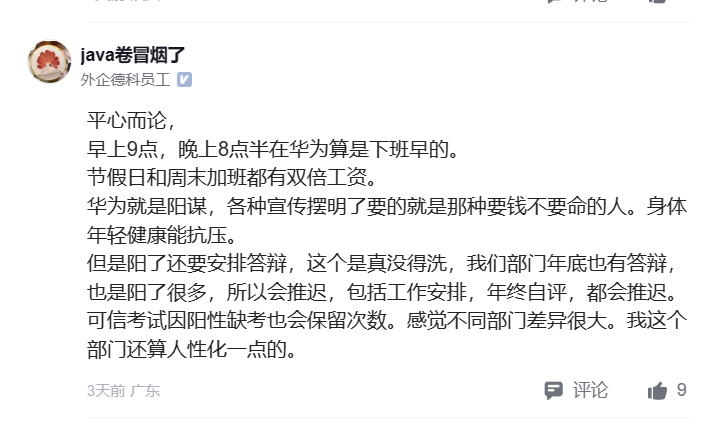 java卷冒烟了
外企德科员工
平心而论，
早上9点，晚上8点半在华为算是下班早的。
节假日和周末加班都有双倍工资。
华为就是阳谋，各种宣传摆明了要的就是那种要钱不要命的人。身体
年轻健康能抗压。
但是阳了还要安排答辩，这个是真没得洗，我们部门年底也有答辩，
也是阳了很多，所以会推迟，包括工作安排，年终自评，都会推迟。
可信考试因阳性缺考也会保留次数。感觉不同部门差异很大。我这个
部门还算人性化一点的。
3天前 广东
评论 9